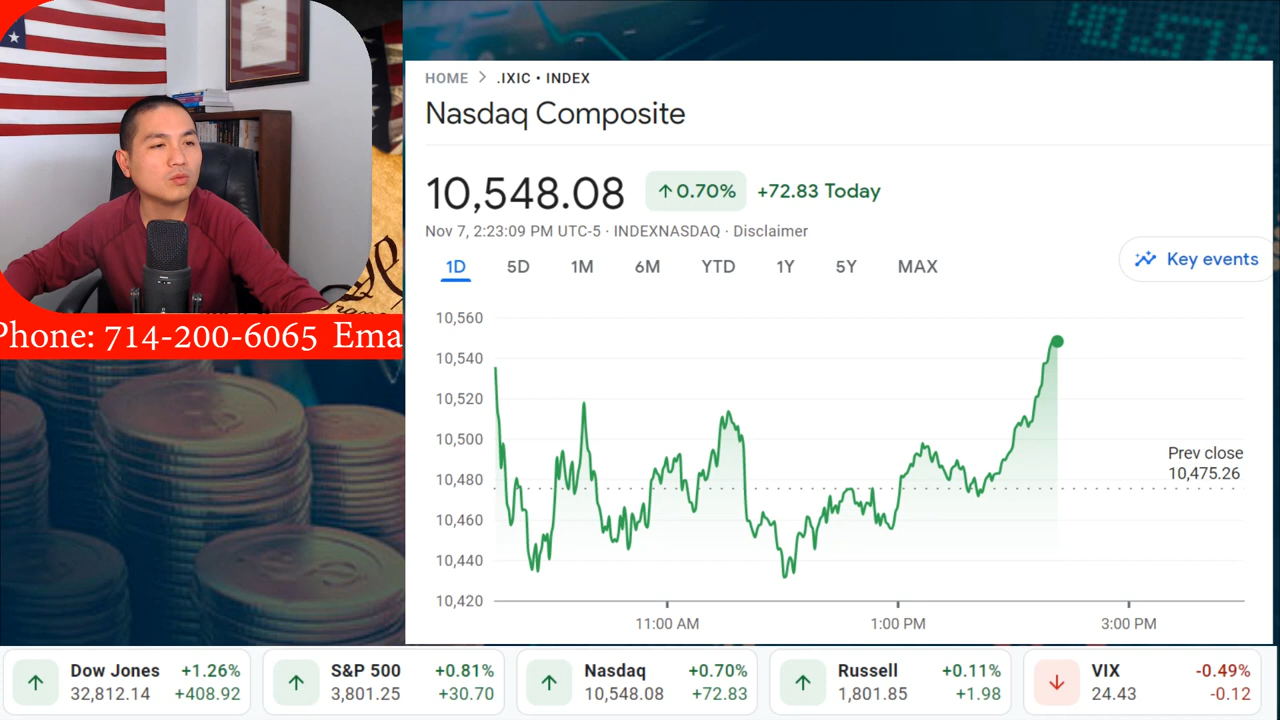 HOME > .IXIC • INDEX
Nasdaq Composite
10,548.08 ↑0.70% +72.83 Today
Nov 7, 2:23:09 PM UTC-5 · INDEXNASDAQ · Disclaimer
1D 5D 1M 6M YTD 1Y 5Y MAX
Key events
10,560
10,540
10,520
10,500
10,480
10,460
10,440
10,420
Prev close
10,475.26
11:00 AM 1:00 PM 3:00 PM
Phone: 714-200-6065 Ema
Dow Jones +1.26%
32,812.14 +408.92
S&P 500 +0.81%
3,801.25 +30.70
Nasdaq +0.70%
10,548.08 +72.83
Russell +0.11%
1,801.85 +1.98
VIX -0.49%
24.43 -0.12